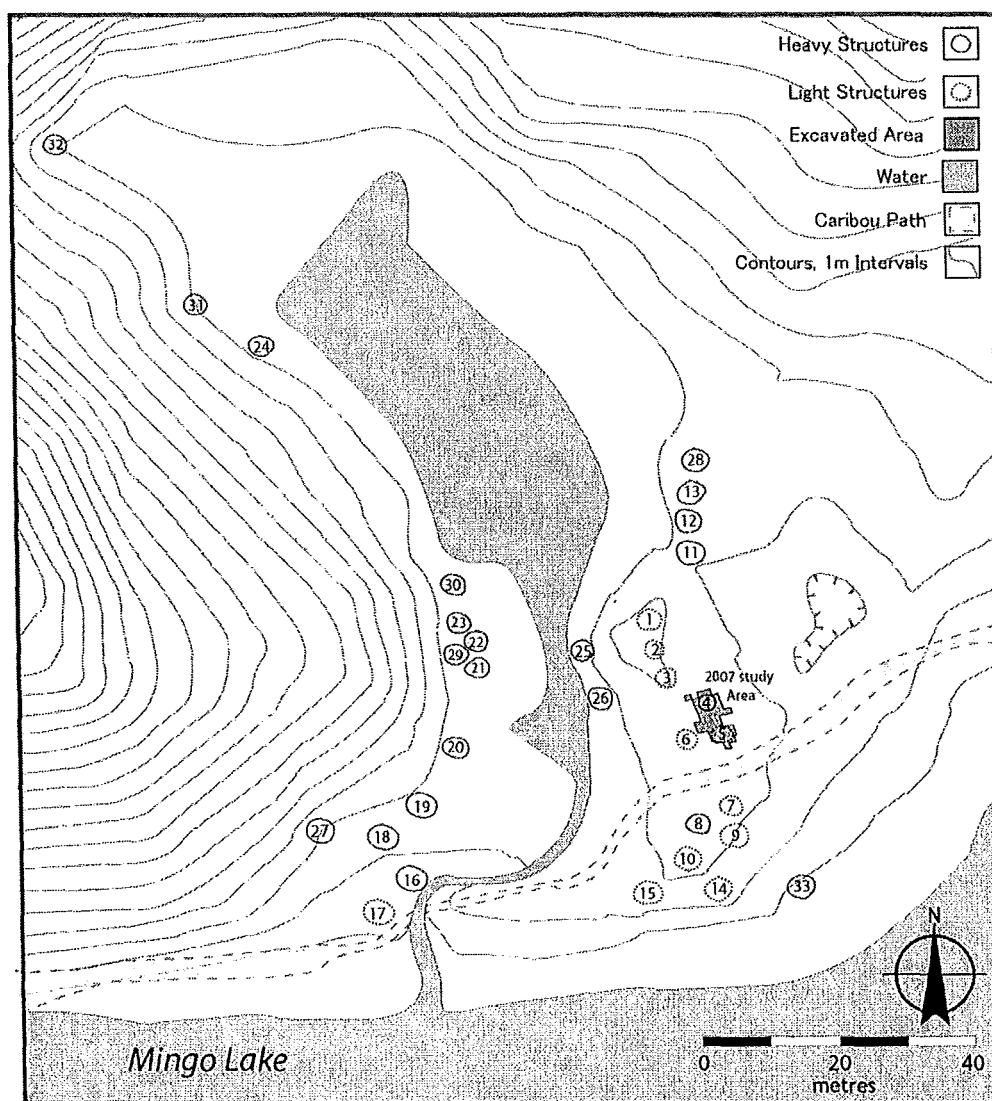 Heavy Structures
Light Structures
Excavated Area
Water
Caribou Path
Contours, 1m Intervals
32
31
24
28
13
12
11
30
23
22
29
21
25
26
1
2
3
2007 study
Area
4
5
6
20
19
27
18
16
17
7
8
9
10
15
14
33
N
Mingo Lake
0 20 40
metres